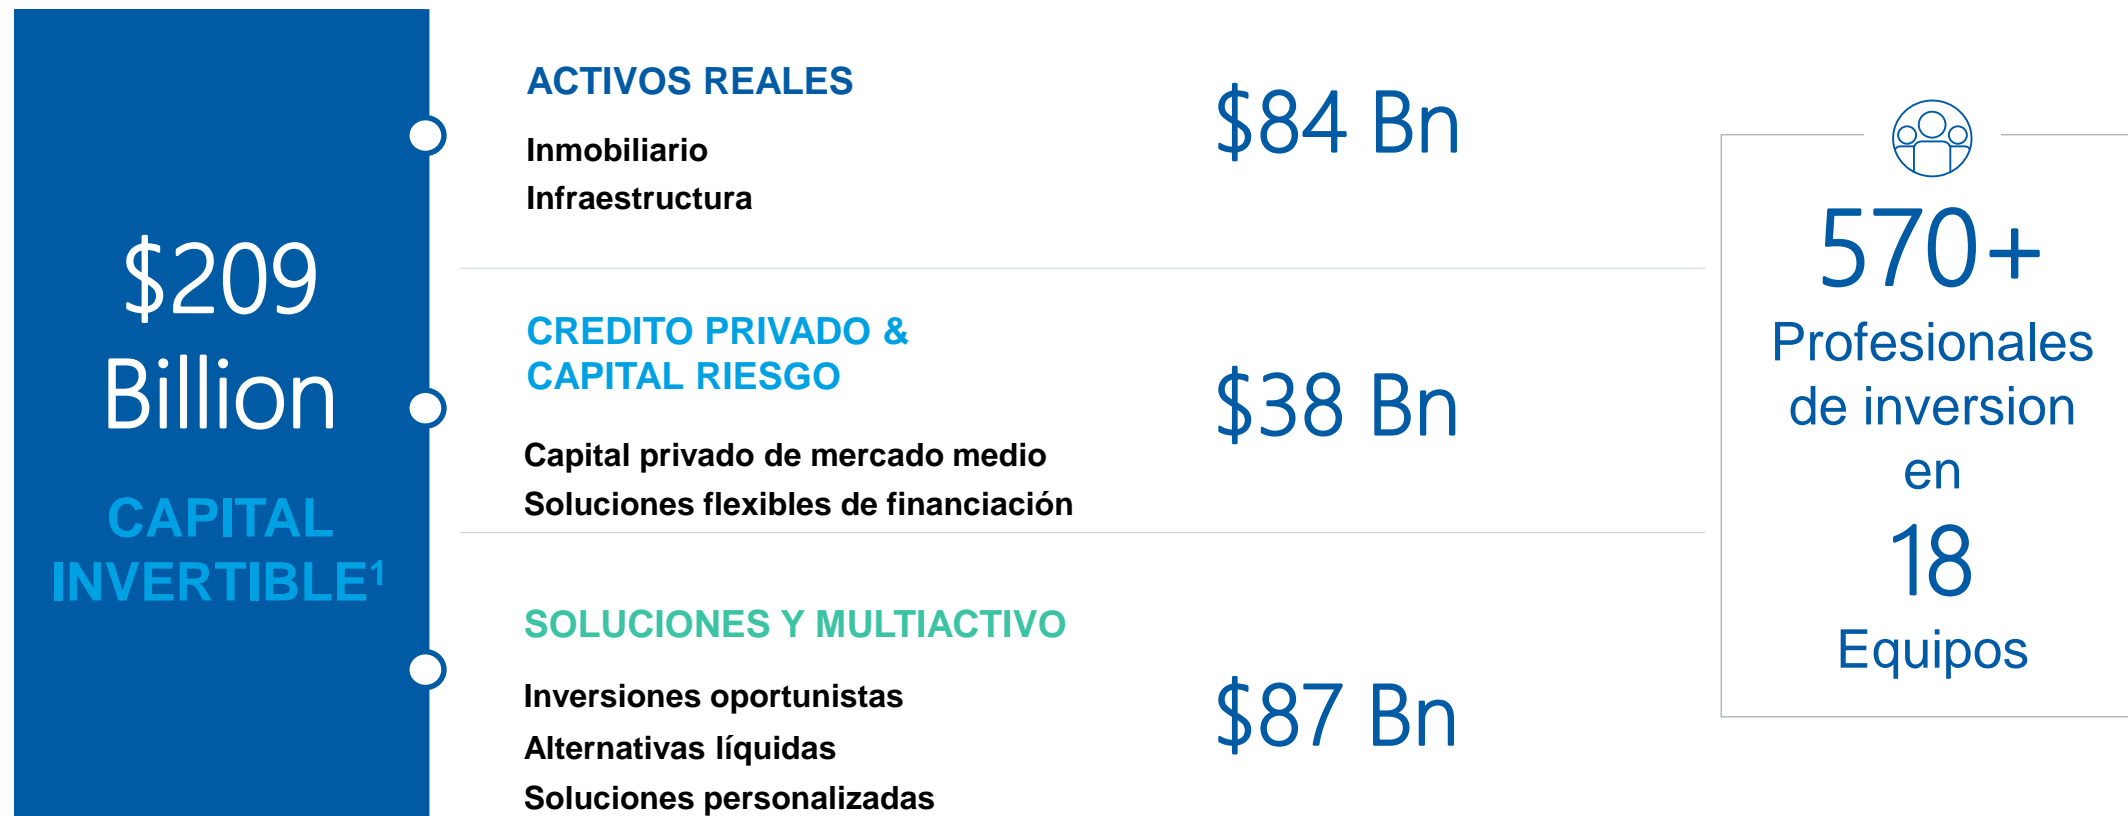 $209
Billion
CAPITAL
INVERTIBLE¹
ACTIVOS REALES
Inmobiliario
Infraestructura
$84 Bn
CREDITO PRIVADO &
CAPITAL RIESGO
Capital privado de mercado medio
Soluciones flexibles de financiación
$38 Bn
SOLUCIONES Y MULTIACTIVO
Inversiones oportunistas
Alternativas líquidas
Soluciones personalizadas
$87 Bn
570+
Profesionales
de inversion
en
18
Equipos